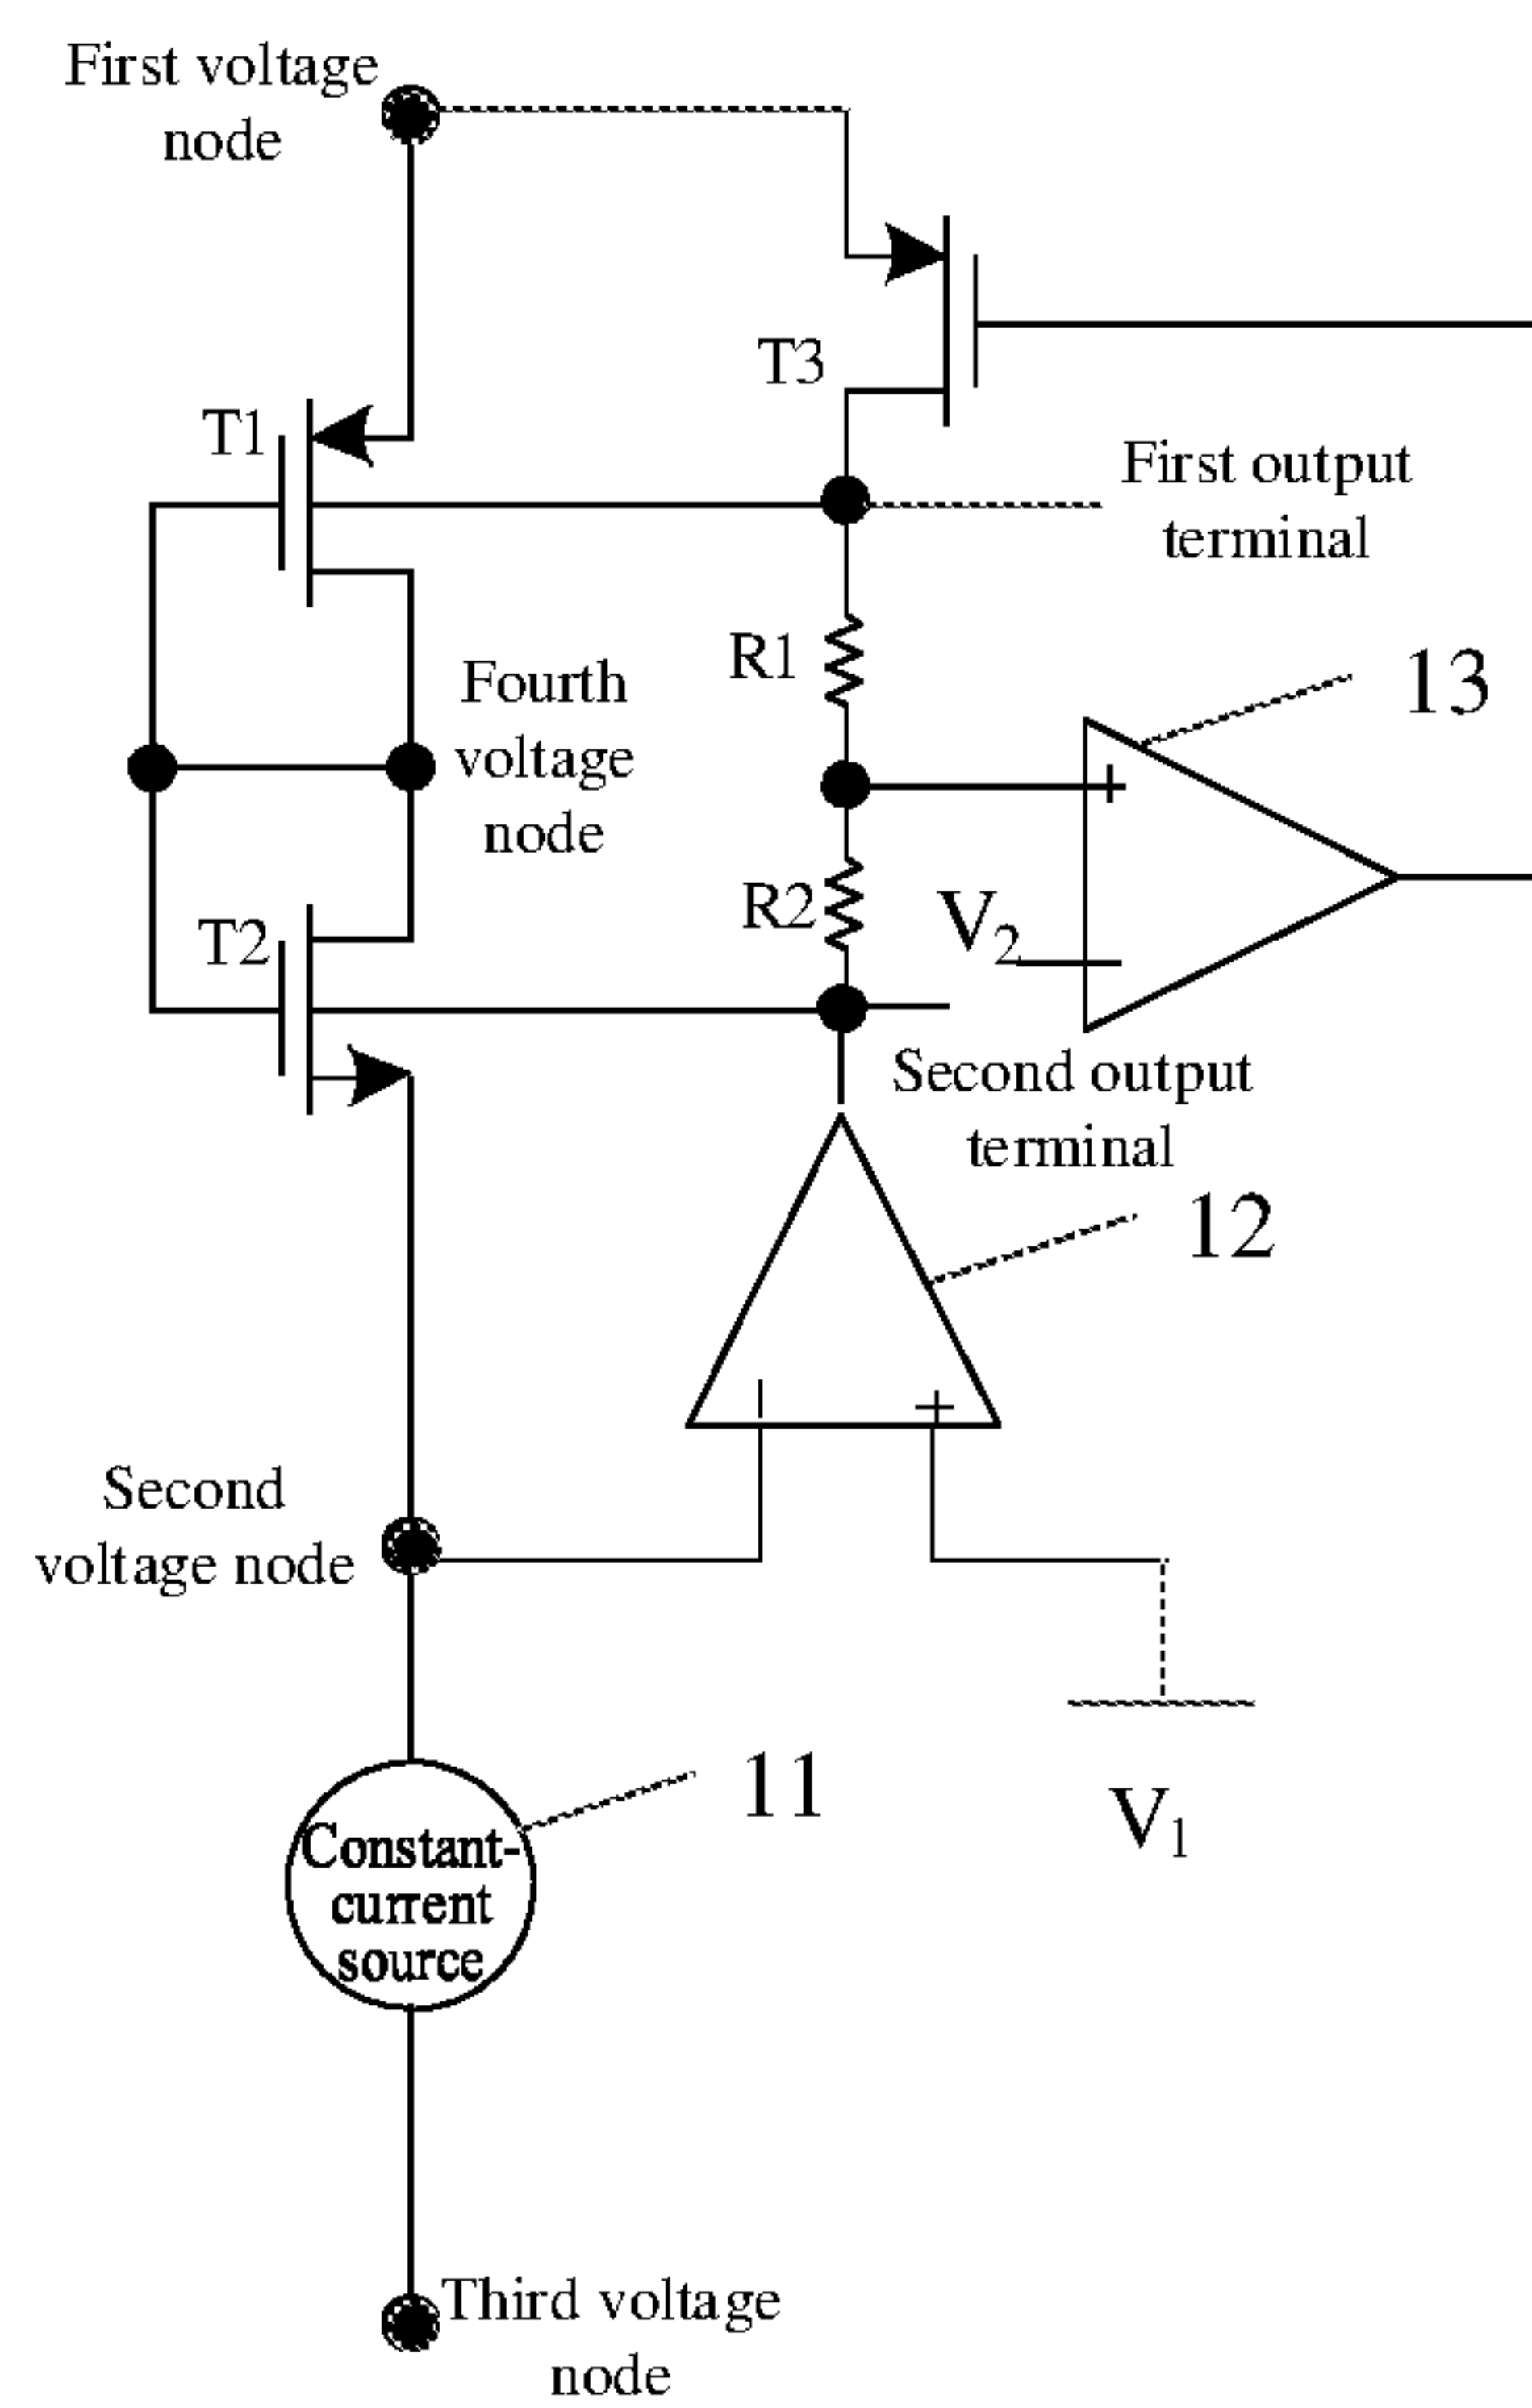 First voltage
node
T3
T1
First output
terminal
R1
13
Fourth
voltage
node
+
R2
V2
T2
Second output
terminal
12
+
Second
voltage node
11
V1
Constant-
current
source
Third voltage
node